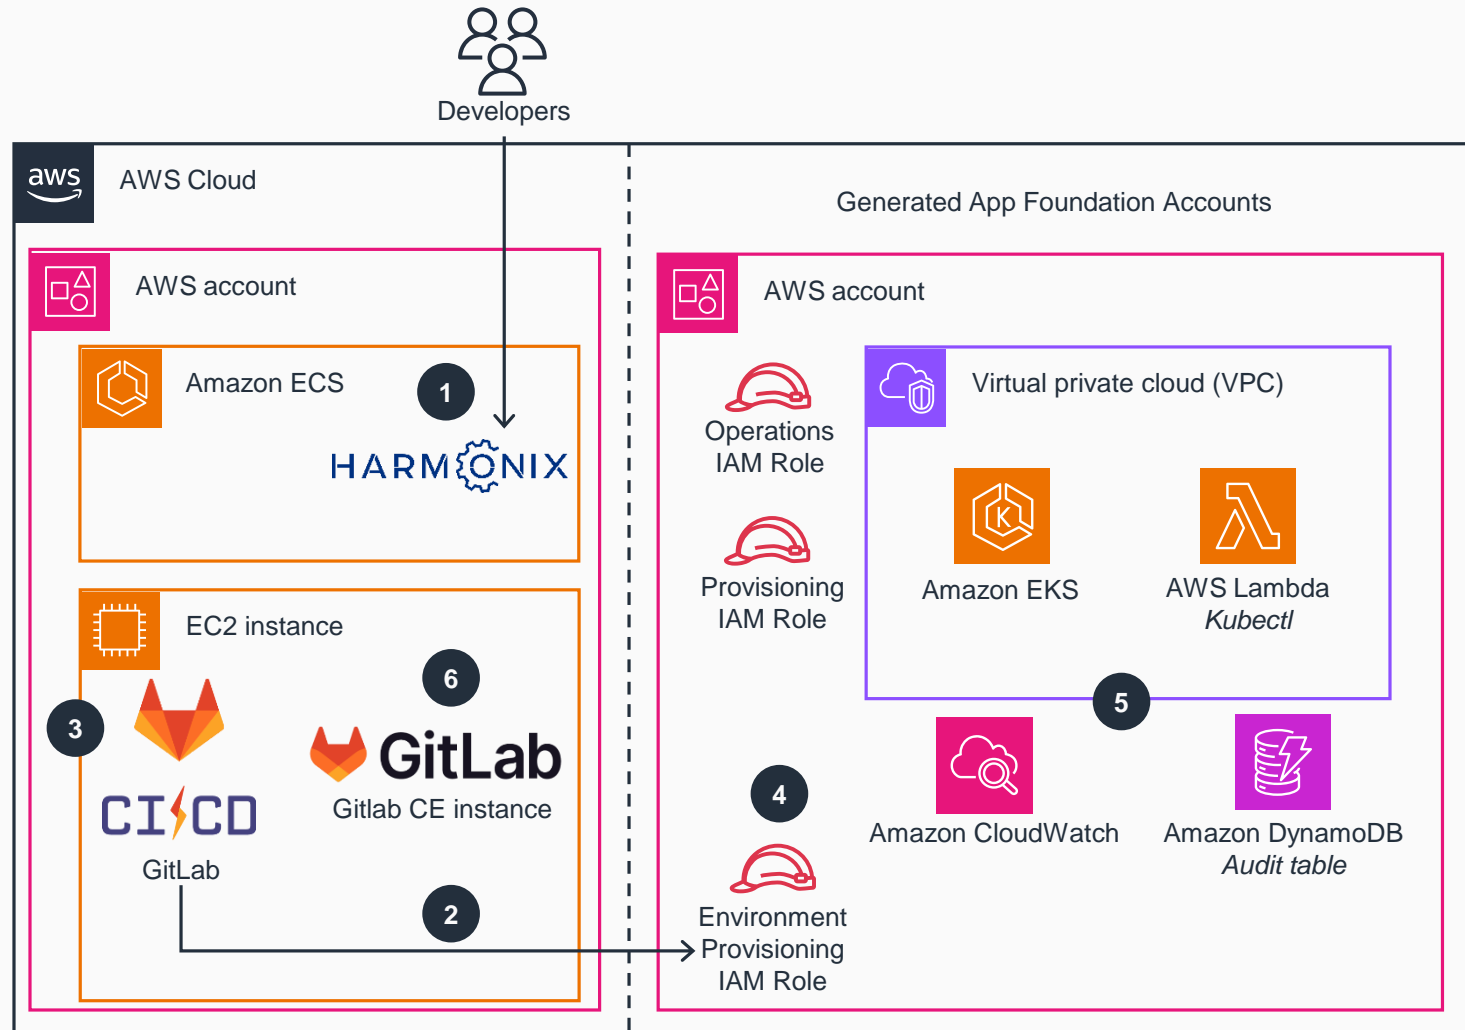 Developers
aws
AWS Cloud
Generated App Foundation Accounts
AWS account
Amazon ECS
1
HARMONIX
EC2 instance
6
3
GitLab
Gitlab CE instance
CI CD
GitLab
2
AWS account
Operations
IAM Role
Provisioning
IAM Role
Virtual private cloud (VPC)
K
Amazon EKS
AWS Lambda
Kubectl
5
4
Amazon CloudWatch
Amazon DynamoDB
Audit table
Environment
Provisioning
IAM Role